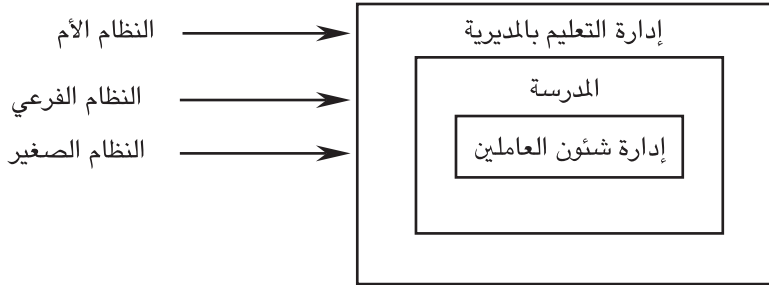 إدارة التعليم بالمديرية
النظام الأم
المدرسة
النظام الفرعي
إدارة شئون العاملين
النظام الصغير